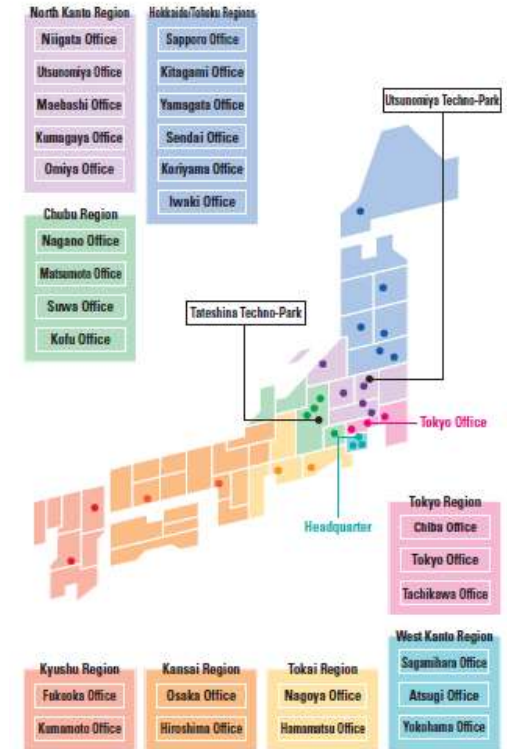 North Kanto Region
Niigata Office
Utsunomiya Office
Maebashi Office
Kumagaya Office
Omiya Office
Hokkaido/Tohoku Regions
Sapporo Office
Kitagami Office
Yamagata Office
Sendai Office
Koriyama Office
Iwaki Office
Utsunomiya Techno-Park
Chubu Region
Nagano Office
Matsumoto Office
Suwa Office
Kofu Office
Tateshina Techno-Park
Tokyo Office
Headquarter
Tokyo Region
Chiba Office
Tokyo Office
Tachikawa Office
West Kanto Region
Sagamihara Office
Atsugi Office
Yokohama Office
Kyushu Region
Fukuoka Office
Kumamoto Office
Kansai Region
Osaka Office
Hiroshima Office
Tokai Region
Nagoya Office
Hamamatsu Office